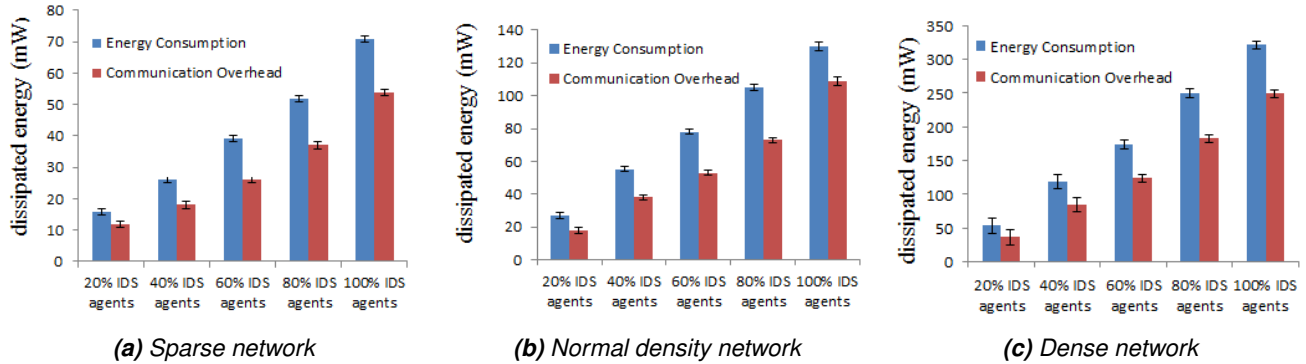 dissipated energy (mW)
80
70
60
50
40
30
20
10
0
Energy Consumption
Communication Overhead
20% IDS agents
40% IDS agents
60% IDS agents
80% IDS agents
100% IDS agents
(a) Sparse network
dissipated energy (mW)
140
120
100
80
60
40
20
0
Energy Consumption
Communication Overhead
20% IDS agents
40% IDS agents
60% IDS agents
80% IDS agents
100% IDS agents
(b) Normal density network
dissipated energy (mW)
350
300
250
200
150
100
50
0
Energy Consumption
Communication Overhead
20% IDS agents
40% IDS agents
60% IDS agents
80% IDS agents
100% IDS agents
(c) Dense network